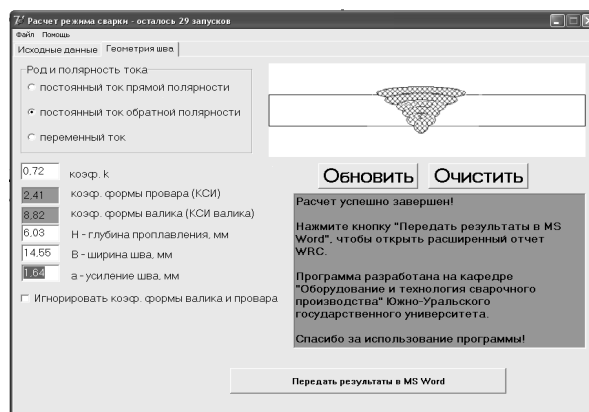 Расчет режима сварки - осталось 29 запусков
Файл Помощь
Исходные данные Геометрия шва
Род и полярность тока
постоянный ток прямой полярности
постоянный ток обратной полярности
переменный ток
0,72 коэф. k
2,41 коэф. формы провара (КСИ)
8,82 коэф. формы валика (КСИ валика)
6,03 H - глубина проплавления, мм
14,55 B - ширина шва, мм
1,64 a - усиление шва, мм
Игнорировать коэф. формы валика и провара
Обновить Очистить
Расчет успешно завершен!
Нажмите кнопку "Передать результаты в MS
Word", чтобы открыть расширенный отчет
WRC.
Программа разработана на кафедре
"Оборудование и технология сварочного
производства" Южно-Уральского
государственного университета.
Спасибо за использование программы!
Передать результаты в MS Word